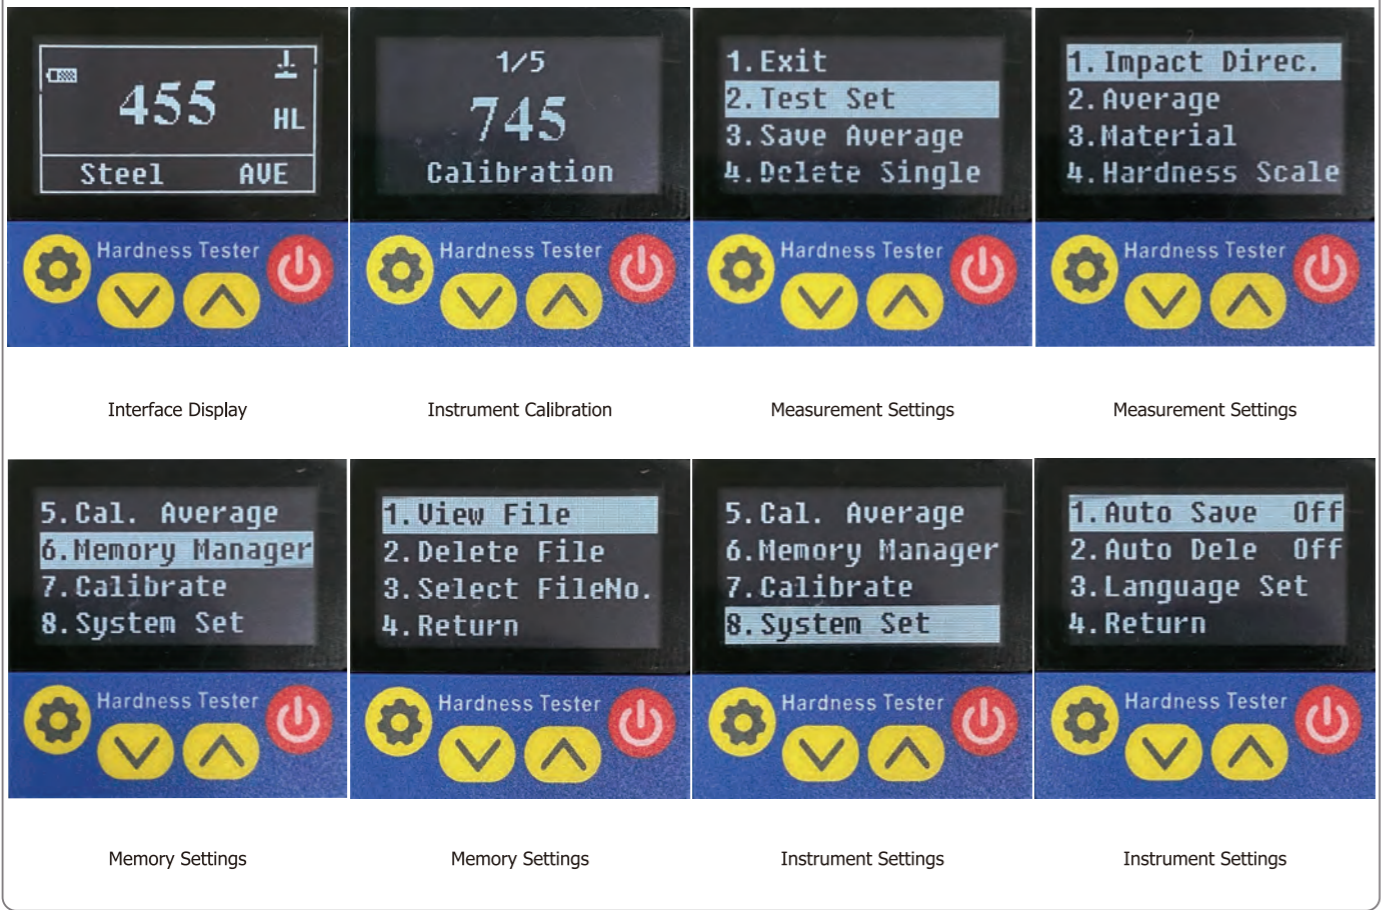 455
HL
Steel AVE
Hardness Tester
Interface Display
1/5
745
Calibration
Hardness Tester
Instrument Calibration
1.Exit
2.Test Set
3.Save Average
4.Delete Single
Hardness Tester
Measurement Settings
1.Impact Direc.
2.Average
3.Material
4.Hardness Scale
Hardness Tester
Measurement Settings
5.Cal. Average
6.Memory Manager
7.Calibrate
8.System Set
Hardness Tester
Memory Settings
1.View File
2.Delete File
3.Select FileNo.
4.Return
Hardness Tester
Memory Settings
5.Cal. Average
6.Memory Manager
7.Calibrate
8.System Set
Hardness Tester
Instrument Settings
1.Auto Save Off
2.Auto Dele Off
3.Language Set
4.Return
Hardness Tester
Instrument Settings